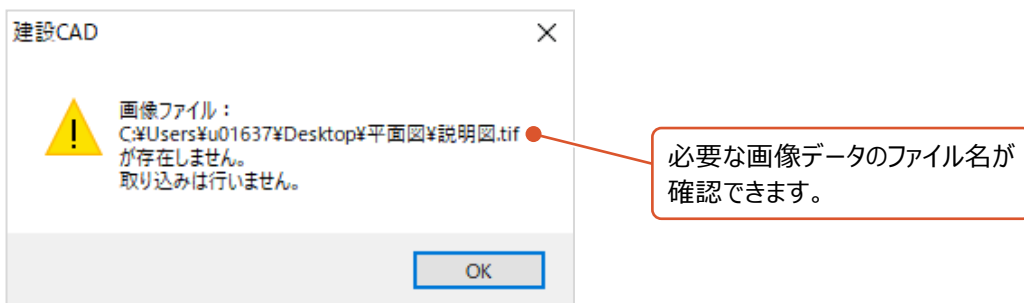 建設CAD
画像ファイル：
C:¥Users¥u01637¥Desktop¥平面図¥説明図.tif
が存在しません。
取り込みは行いません。
必要な画像データのファイル名が
確認できます。
OK